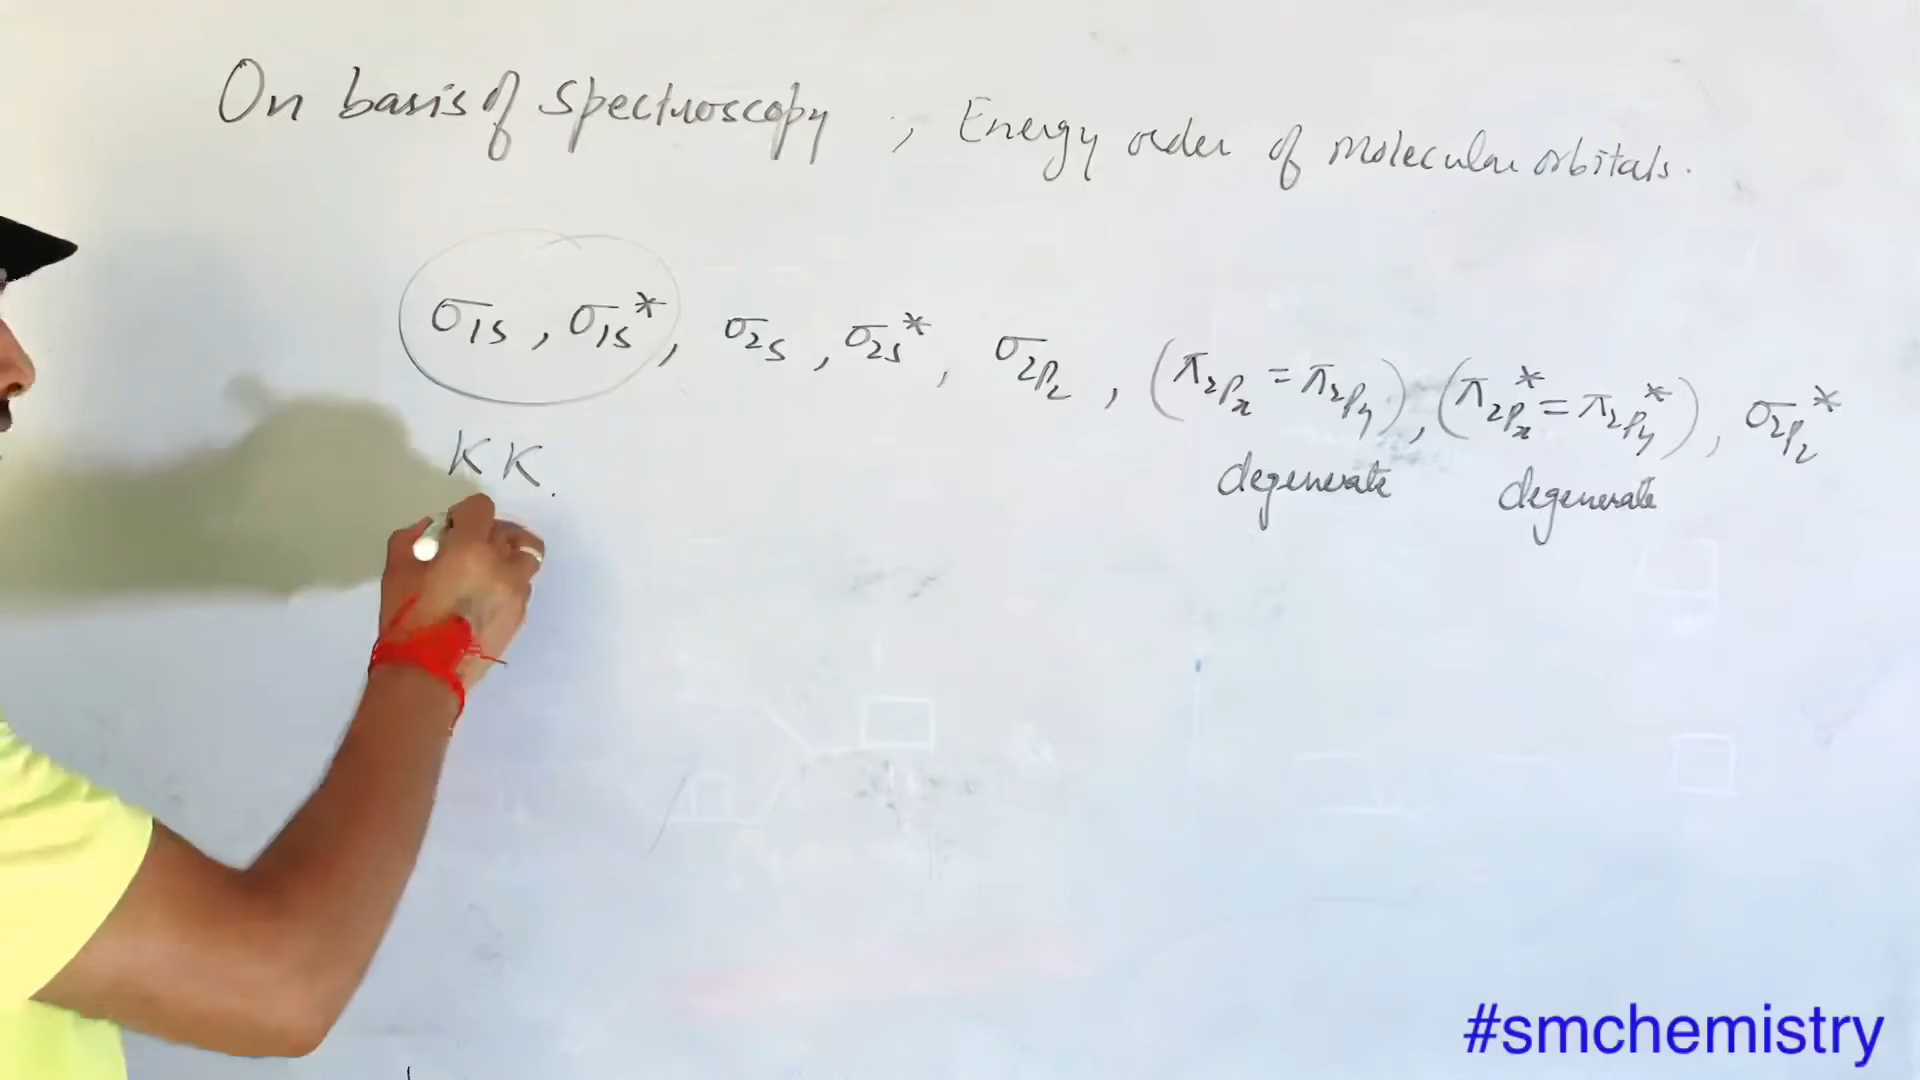 On basis of spectroscopy, Energy order of molecular orbitals.
σ1s, σ1s*, σ2s, σ2s*, σ2pz, (π2px = π2py), (π2px* = π2py*), σ2pz*
KK. degenerate degenerate
#smchemistry